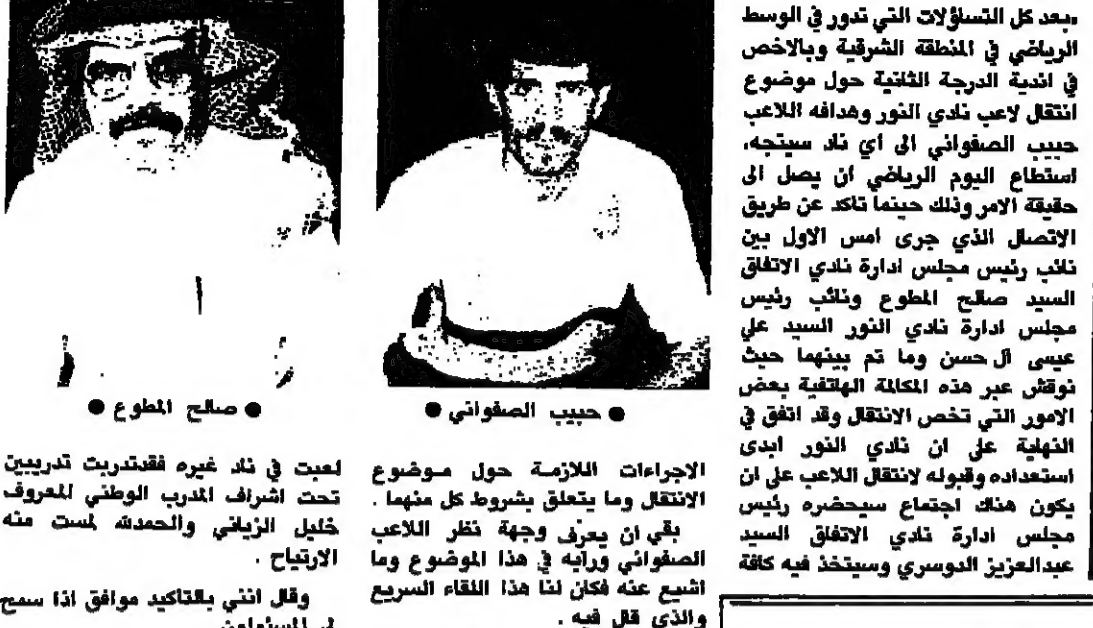 وبعد كل التساؤلات التي تدور في الوسط
الرياضي في المنطقة الشرقية وبالاخص
في اندية الدرجة الثانية حول موضوع
انتقال لاعب نادي النور وهدافه اللاعب
حبيب الصفواني الى أي ناد سيتجه،
استطاع اليوم الرياضي ان يصل الى
حقيقة الامر وذلك حينما تاكد عن طريق
الاتصال الذي جرى امس الاول بين
نائب رئيس مجلس ادارة نادي الاتفاق
السيد صالح المطوع ونائب رئيس
مجلس ادارة نادي النور السيد علي
عيسى آل حسن وما تم بينهما حيث
نوقش عبر هذه المكالمة الهاتفية بعض
الامور التي تخص الانتقال وقد اتفق في
النهاية على ان نادي النور ابدى
استعداده وقبوله لانتقال اللاعب على ان
يكون هناك اجتماع سيحضره رئيس
مجلس ادارة نادي الاتفاق السيد
عبدالعزيز الدوسري وسيتخذ فيه كافة
● حبيب الصفواني ●
الاجراءات اللازمة حول موضوع
الانتقال وما يتعلق بشروط كل منهما .
بقي ان يعرف وجهة نظر اللاعب
الصفواني ورايه في هذا الموضوع وما
اشيع عنه فكان لنا هذا اللقاء السريع
والذي قال فيه .
● صالح المطوع ●
لعبت في ناد غيره فقدتدربت تدريبين
تحت اشراف المدرب الوطني المعروف
خليل الزياني والحمدلله لمست منه
الارتياح .
وقال انني بالتاكيد موافق اذا سمح
لي المسئولون